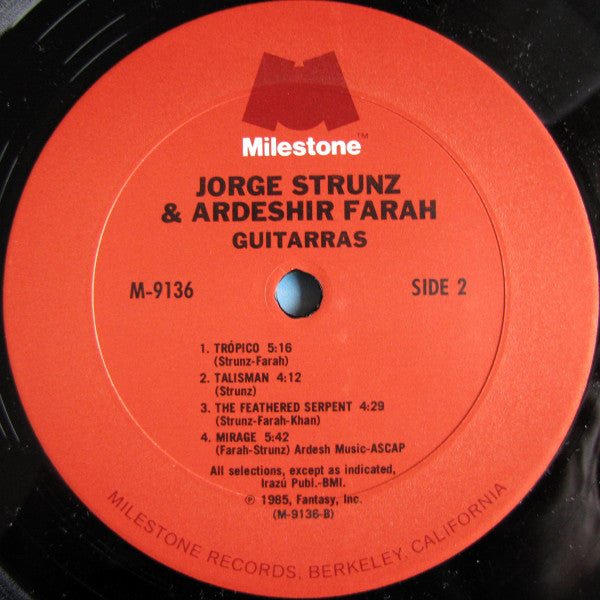 Milestone™
JORGE STRUNZ
& ARDESHIR FARAH
GUITARRAS
M-9136
SIDE 2
1. TRÓPICO 5:16
(Strunz-Farah)
2. TALISMAN 4:12
(Strunz)
3. THE FEATHERED SERPENT 4:29
(Strunz-Farah-Khan)
4. MIRAGE 5:42
(Farah-Strunz) Ardesh Music-ASCAP
All selections, except as indicated,
Irazú Publ.-BMI.
℗ 1985, Fantasy, Inc.
(M-9136-B)
MILESTONE RECORDS, BERKELEY, CALIFORNIA